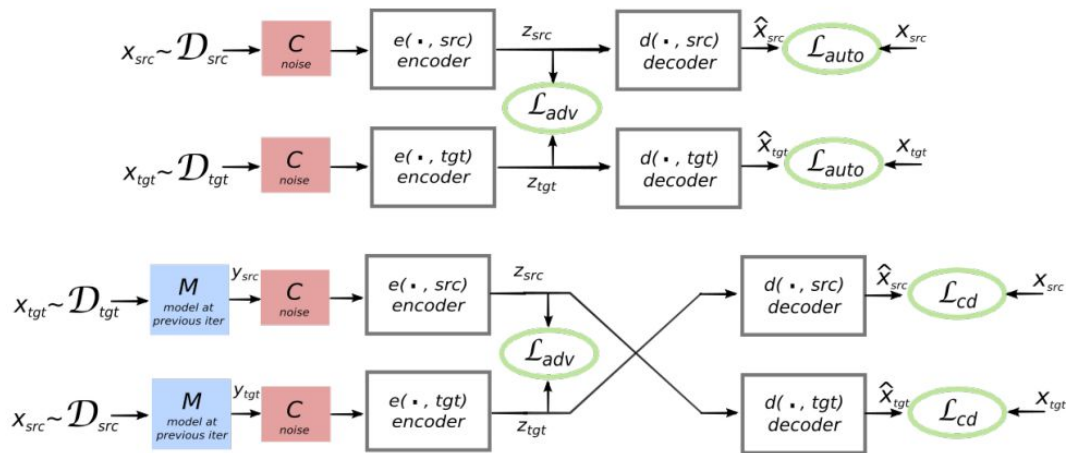 x_src ~ D_src C noise e(·, src) encoder z_src d(·, src) decoder x̂_src L_auto x_src
L_adv
x_tgt ~ D_tgt C noise e(·, tgt) encoder z_tgt d(·, tgt) decoder x̂_tgt L_auto x_tgt
x_tgt ~ D_tgt M model at previous iter y_src C noise e(·, src) encoder z_src d(·, src) decoder x̂_src L_cd x_src
L_adv
x_src ~ D_src M model at previous iter y_tgt C noise e(·, tgt) encoder z_tgt d(·, tgt) decoder x̂_tgt L_cd x_tgt